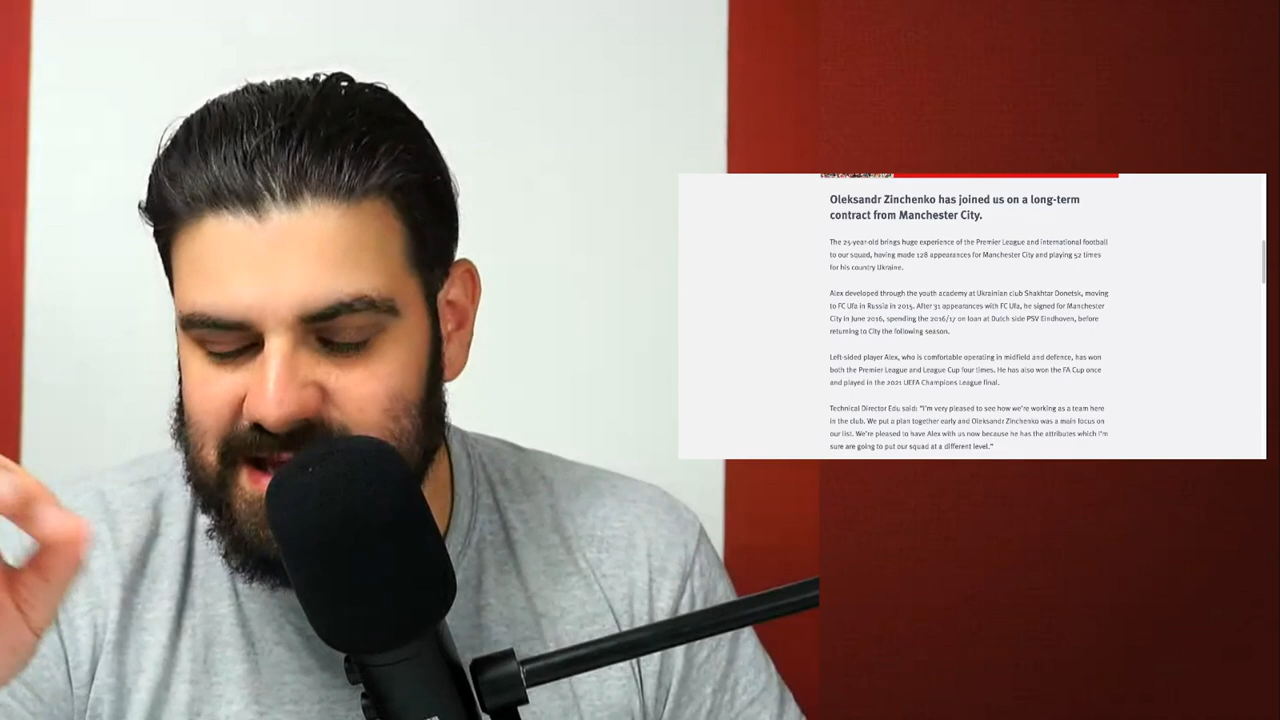 Oleksandr Zinchenko has joined us on a long-term
contract from Manchester City.
The 25-year-old brings huge experience of the Premier League and international football
to our squad, having made 128 appearances for Manchester City and playing 52 times
for his country Ukraine.
Alex developed through the youth academy at Ukrainian club Shakhtar Donetsk, moving
to FC Ufa in Russia in 2015. After 31 appearances with FC Ufa, he signed for Manchester
City in June 2016, spending the 2016/17 on loan at Dutch side PSV Eindhoven, before
returning to City the following season.
Left-sided player Alex, who is comfortable operating in midfield and defence, has won
both the Premier League and League Cup four times. He has also won the FA Cup once
and played in the 2021 UEFA Champions League final.
Technical Director Edu said: "I'm very pleased to see how we're working as a team here
in the club. We put a plan together early and Oleksandr Zinchenko was a main focus on
our list. We're pleased to have Alex with us now because he has the attributes which I'm
sure are going to put our squad at a different level."